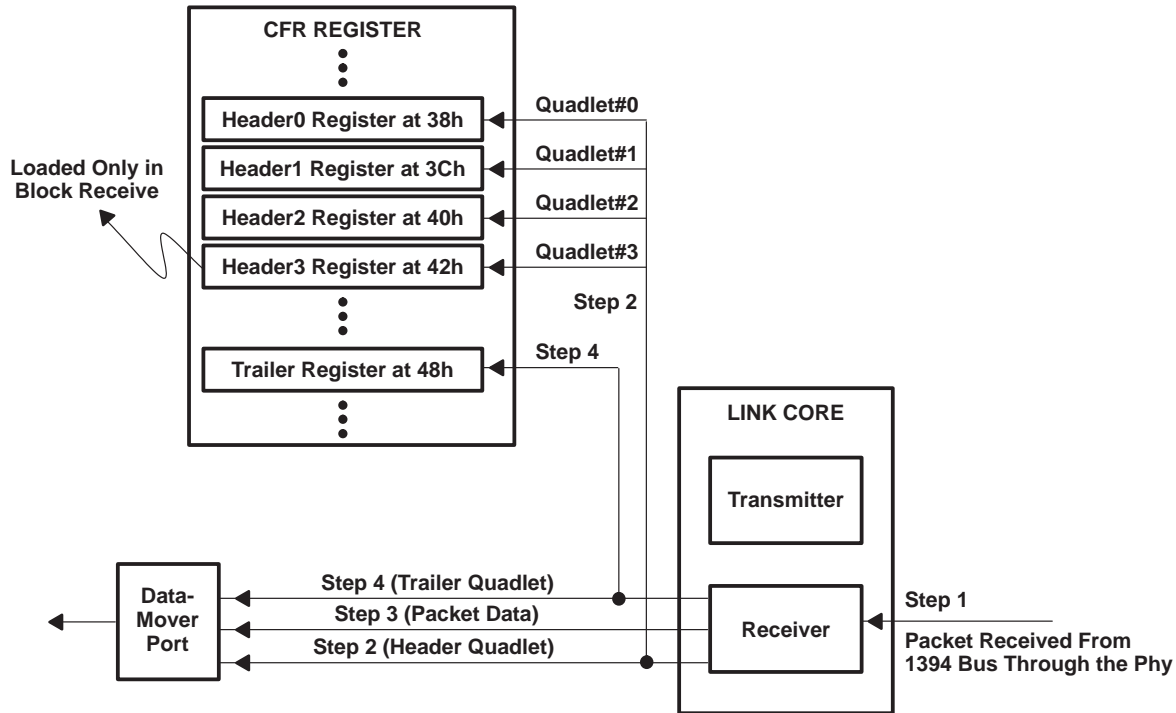 CFR REGISTER
Header0 Register at 38h
Quadlet#0
Header1 Register at 3Ch
Quadlet#1
Loaded Only in
Block Receive
Header2 Register at 40h
Quadlet#2
Header3 Register at 42h
Quadlet#3
Step 2
Trailer Register at 48h
Step 4
LINK CORE
Transmitter
Data-
Mover
Port
Step 4 (Trailer Quadlet)
Step 3 (Packet Data)
Step 2 (Header Quadlet)
Receiver
Step 1
Packet Received From
1394 Bus Through the Phy